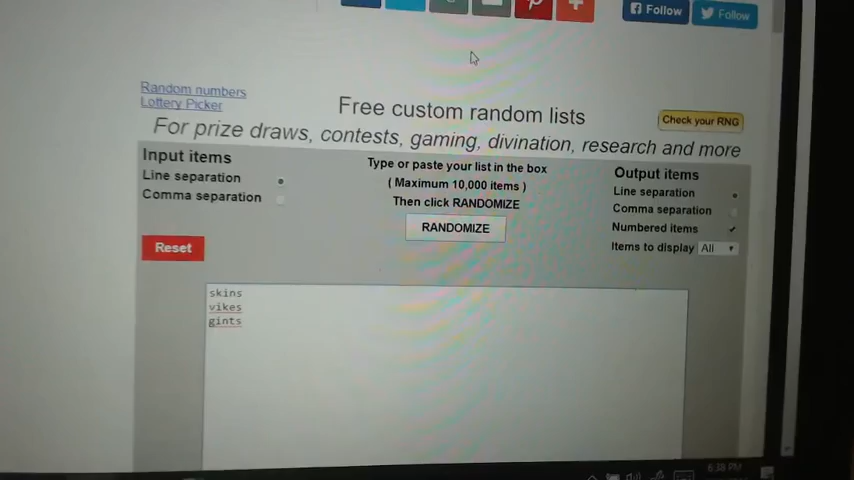 Follow
Follow
Random numbers
Lottery Picker
Free custom random lists
Check your RNG
For prize draws, contests, gaming, divination, research and more
Input items
Line separation
Comma separation
Type or paste your list in the box
( Maximum 10,000 items )
Then click RANDOMIZE
RANDOMIZE
Output items
Line separation
Comma separation
Numbered items
Items to display All
Reset
skins
vikes
gints
6:38 PM